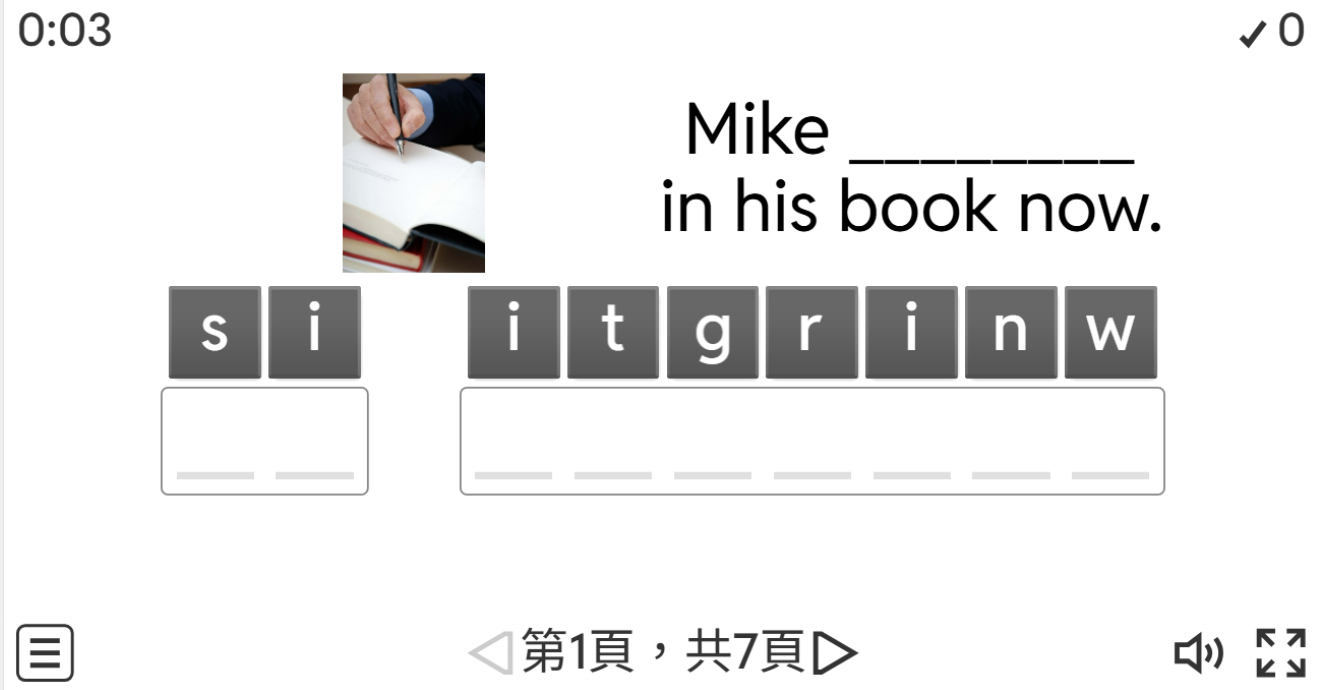 0:03
✓ 0
Mike ________
in his book now.
s i i t g r i n w
第1頁，共7頁